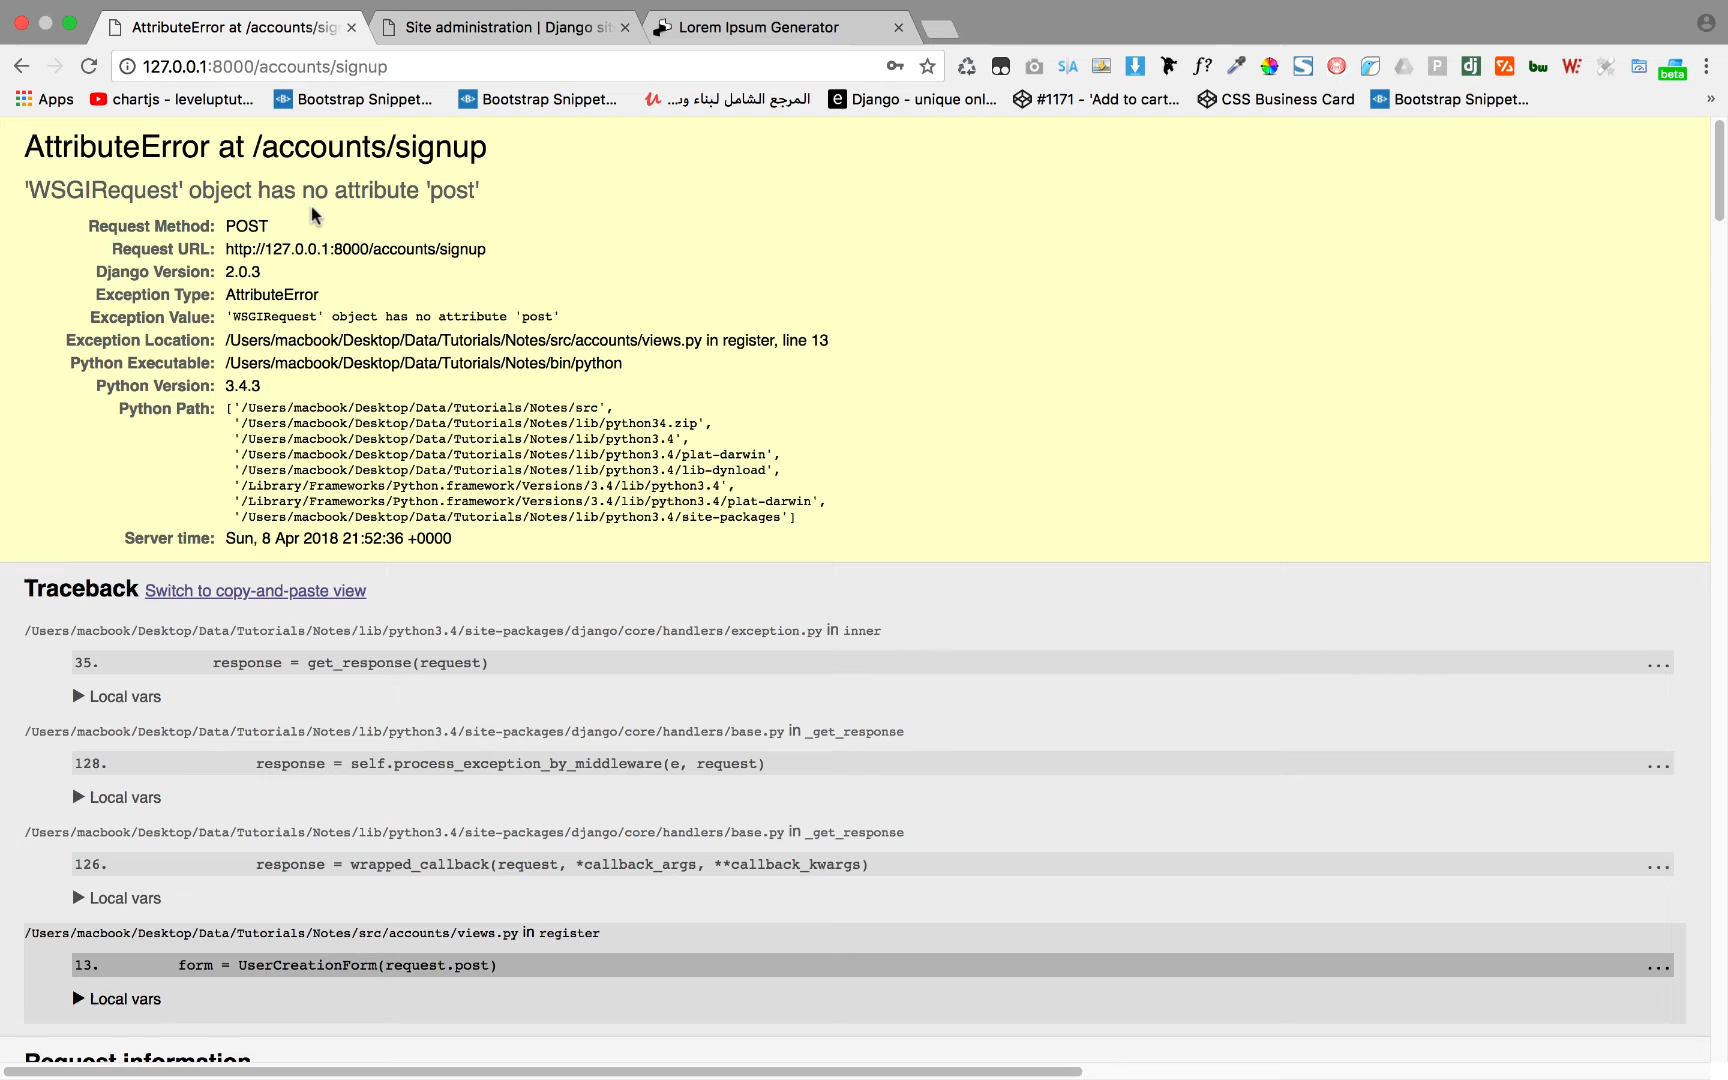 AttributeError at /accounts/sig
Site administration | Django sit
Lorem Ipsum Generator
127.0.0.1:8000/accounts/signup
S|A
f?
S
P
dj
bw
W:
beta
Apps
chartjs - leveluptut...
Bootstrap Snippet...
Bootstrap Snippet...
المرجع الشامل لبناء ود...
Django - unique onl...
#1171 - 'Add to cart...
CSS Business Card
Bootstrap Snippet...
»
AttributeError at /accounts/signup
'WSGIRequest' object has no attribute 'post'
Request Method: POST
Request URL: http://127.0.0.1:8000/accounts/signup
Django Version: 2.0.3
Exception Type: AttributeError
Exception Value: 'WSGIRequest' object has no attribute 'post'
Exception Location: /Users/macbook/Desktop/Data/Tutorials/Notes/src/accounts/views.py in register, line 13
Python Executable: /Users/macbook/Desktop/Data/Tutorials/Notes/bin/python
Python Version: 3.4.3
Python Path: ['/Users/macbook/Desktop/Data/Tutorials/Notes/src',
'/Users/macbook/Desktop/Data/Tutorials/Notes/lib/python34.zip',
'/Users/macbook/Desktop/Data/Tutorials/Notes/lib/python3.4',
'/Users/macbook/Desktop/Data/Tutorials/Notes/lib/python3.4/plat-darwin',
'/Users/macbook/Desktop/Data/Tutorials/Notes/lib/python3.4/lib-dynload',
'/Library/Frameworks/Python.framework/Versions/3.4/lib/python3.4',
'/Library/Frameworks/Python.framework/Versions/3.4/lib/python3.4/plat-darwin',
'/Users/macbook/Desktop/Data/Tutorials/Notes/lib/python3.4/site-packages']
Server time: Sun, 8 Apr 2018 21:52:36 +0000
Traceback Switch to copy-and-paste view
/Users/macbook/Desktop/Data/Tutorials/Notes/lib/python3.4/site-packages/django/core/handlers/exception.py in inner
35. response = get_response(request) ...
▶ Local vars
/Users/macbook/Desktop/Data/Tutorials/Notes/lib/python3.4/site-packages/django/core/handlers/base.py in _get_response
128. response = self.process_exception_by_middleware(e, request) ...
▶ Local vars
/Users/macbook/Desktop/Data/Tutorials/Notes/lib/python3.4/site-packages/django/core/handlers/base.py in _get_response
126. response = wrapped_callback(request, *callback_args, **callback_kwargs) ...
▶ Local vars
/Users/macbook/Desktop/Data/Tutorials/Notes/src/accounts/views.py in register
13. form = UserCreationForm(request.post) ...
▶ Local vars
Request information